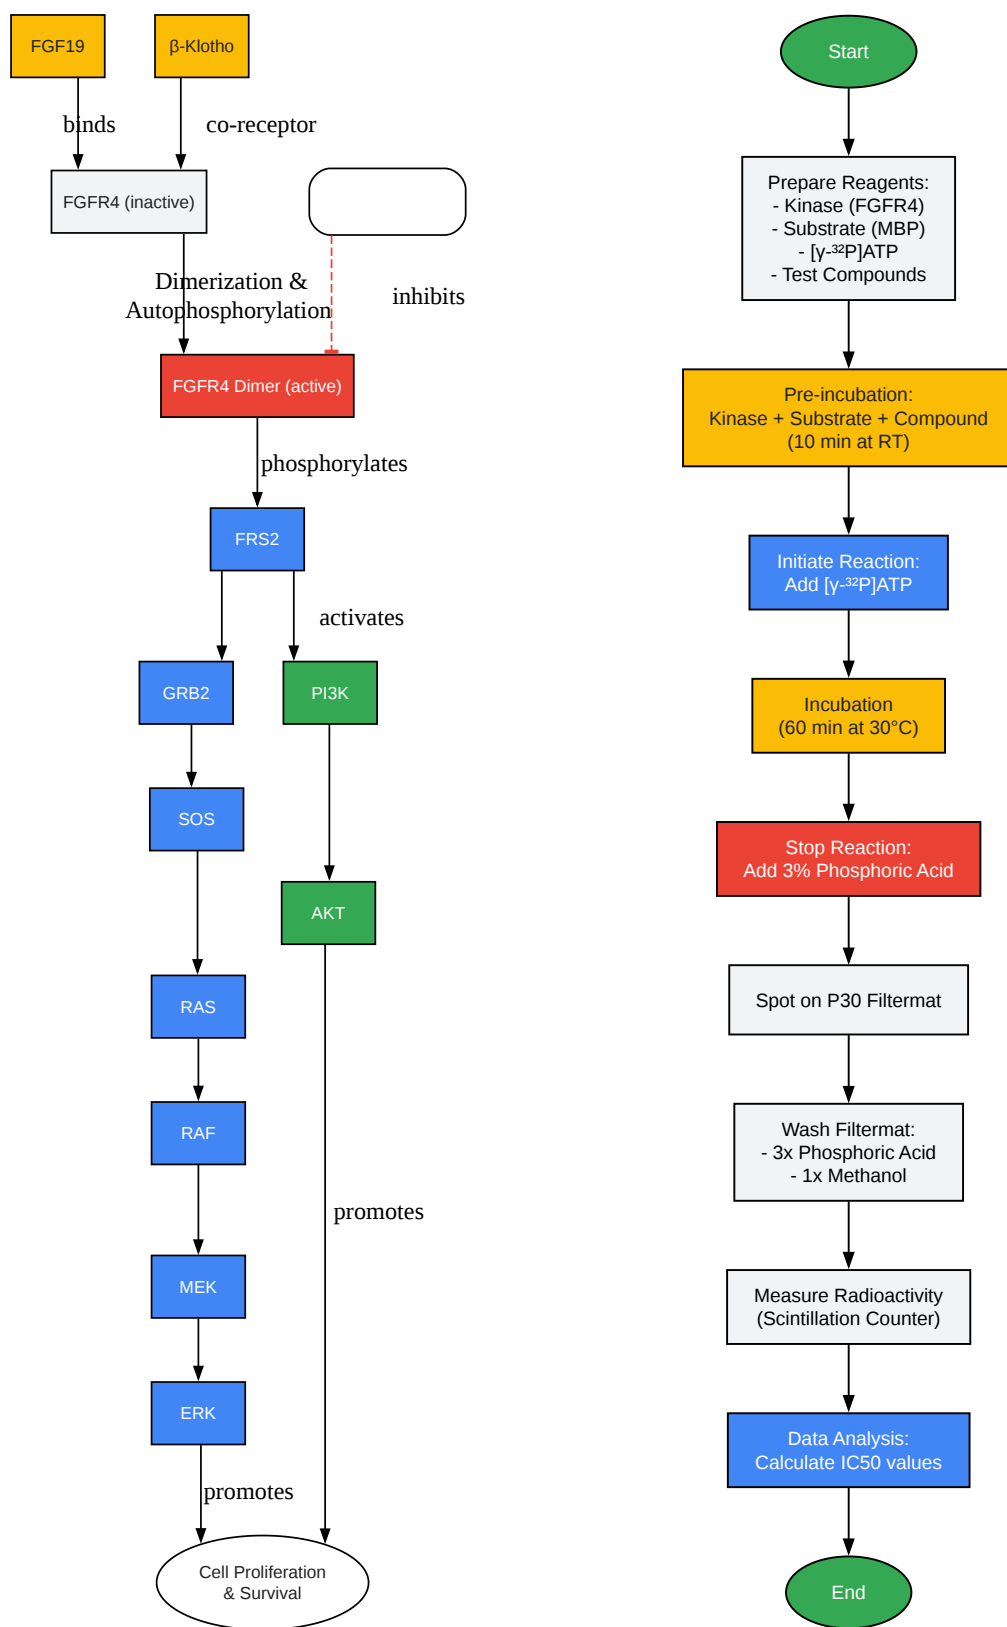 FGF19
β-Klotho
binds
co-receptor
FGFR4 (inactive)
Dimerization &
Autophosphorylation
inhibits
FGFR4 Dimer (active)
phosphorylates
FRS2
activates
GRB2
PI3K
SOS
AKT
RAS
RAF
promotes
MEK
ERK
promotes
Cell Proliferation
& Survival
Start
Prepare Reagents:
- Kinase (FGFR4)
- Substrate (MBP)
- [γ-³²P]ATP
- Test Compounds
Pre-incubation:
Kinase + Substrate + Compound
(10 min at RT)
Initiate Reaction:
Add [γ-³²P]ATP
Incubation
(60 min at 30°C)
Stop Reaction:
Add 3% Phosphoric Acid
Spot on P30 Filtermat
Wash Filtermat:
- 3x Phosphoric Acid
- 1x Methanol
Measure Radioactivity
(Scintillation Counter)
Data Analysis:
Calculate IC50 values
End